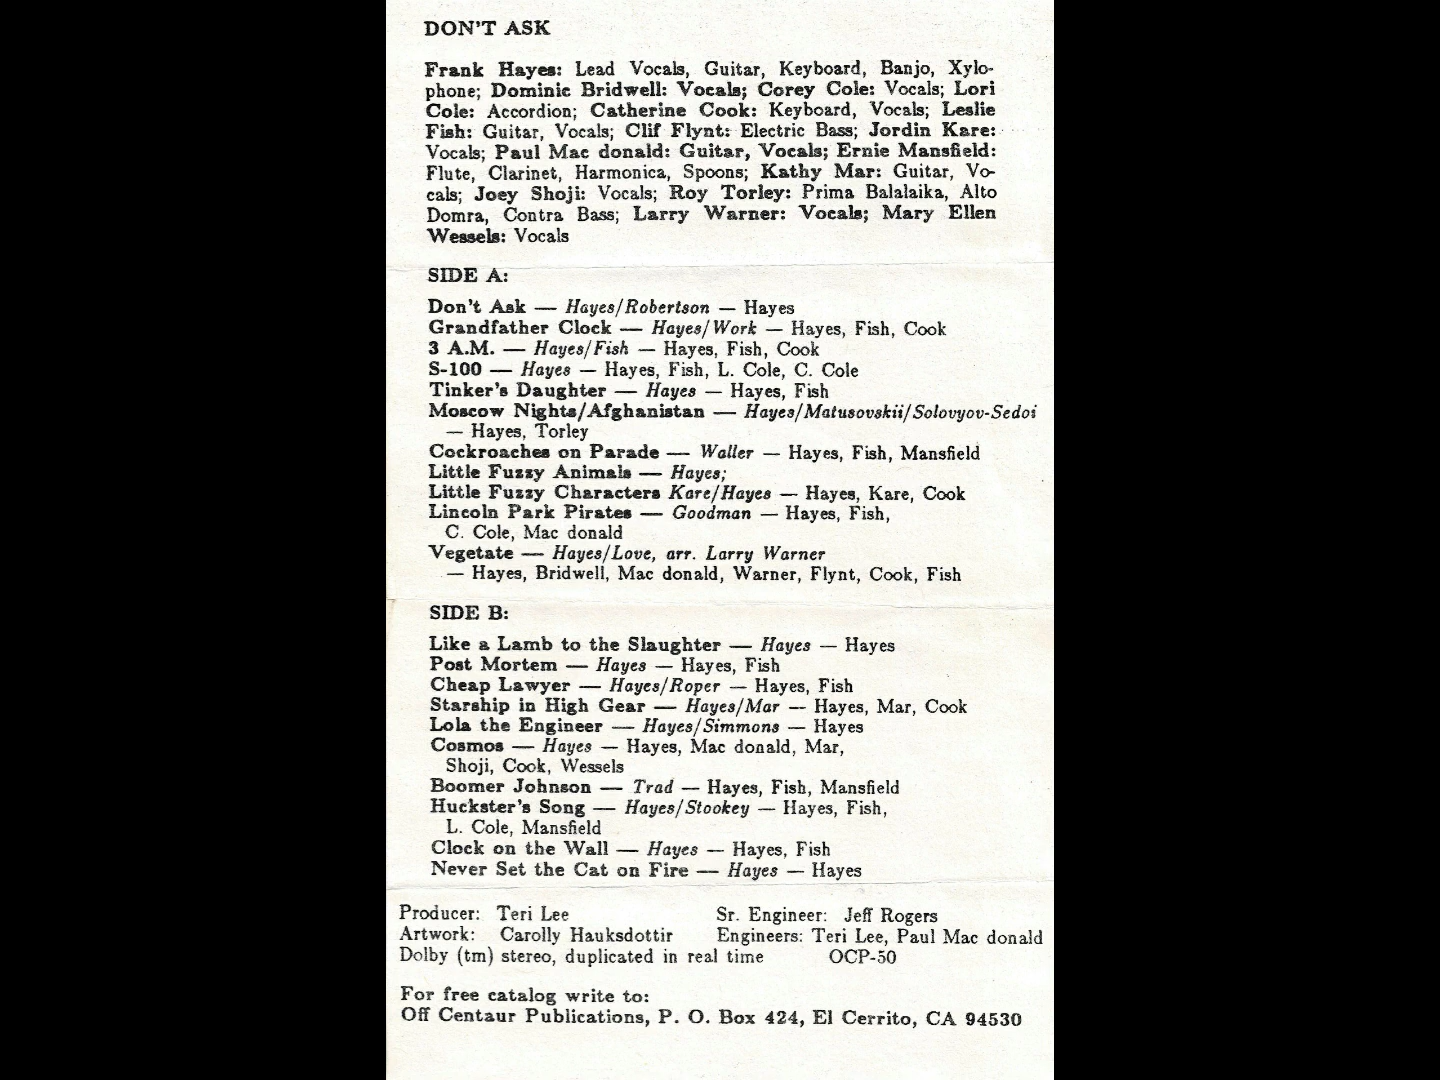 DON'T ASK
Frank Hayes: Lead Vocals, Guitar, Keyboard, Banjo, Xylo-
phone; Dominic Bridwell: Vocals; Corey Cole: Vocals; Lori
Cole: Accordion; Catherine Cook: Keyboard, Vocals; Leslie
Fish: Guitar, Vocals; Clif Flynt: Electric Bass; Jordin Kare:
Vocals; Paul Mac donald: Guitar, Vocals; Ernie Mansfield:
Flute, Clarinet, Harmonica, Spoons; Kathy Mar: Guitar, Vo-
cals; Joey Shoji: Vocals; Roy Torley: Prima Balalaika, Alto
Domra, Contra Bass; Larry Warner: Vocals; Mary Ellen
Wessels: Vocals
SIDE A:
Don't Ask — Hayes/Robertson — Hayes
Grandfather Clock — Hayes/Work — Hayes, Fish, Cook
3 A.M. — Hayes/Fish — Hayes, Fish, Cook
S-100 — Hayes — Hayes, Fish, L. Cole, C. Cole
Tinker's Daughter — Hayes — Hayes, Fish
Moscow Nights/Afghanistan — Hayes/Matusovskii/Solovyov-Sedoi
— Hayes, Torley
Cockroaches on Parade — Waller — Hayes, Fish, Mansfield
Little Fuzzy Animals — Hayes;
Little Fuzzy Characters Kare/Hayes — Hayes, Kare, Cook
Lincoln Park Pirates — Goodman — Hayes, Fish,
C. Cole, Mac donald
Vegetate — Hayes/Love, arr. Larry Warner
— Hayes, Bridwell, Mac donald, Warner, Flynt, Cook, Fish
SIDE B:
Like a Lamb to the Slaughter — Hayes — Hayes
Post Mortem — Hayes — Hayes, Fish
Cheap Lawyer — Hayes/Roper — Hayes, Fish
Starship in High Gear — Hayes/Mar — Hayes, Mar, Cook
Lola the Engineer — Hayes/Simmons — Hayes
Cosmos — Hayes — Hayes, Mac donald, Mar,
Shoji, Cook, Wessels
Boomer Johnson — Trad — Hayes, Fish, Mansfield
Huckster's Song — Hayes/Stookey — Hayes, Fish,
L. Cole, Mansfield
Clock on the Wall — Hayes — Hayes, Fish
Never Set the Cat on Fire — Hayes — Hayes
Producer: Teri Lee Sr. Engineer: Jeff Rogers
Artwork: Carolly Hauksdottir Engineers: Teri Lee, Paul Mac donald
Dolby (tm) stereo, duplicated in real time OCP-50
For free catalog write to:
Off Centaur Publications, P. O. Box 424, El Cerrito, CA 94530